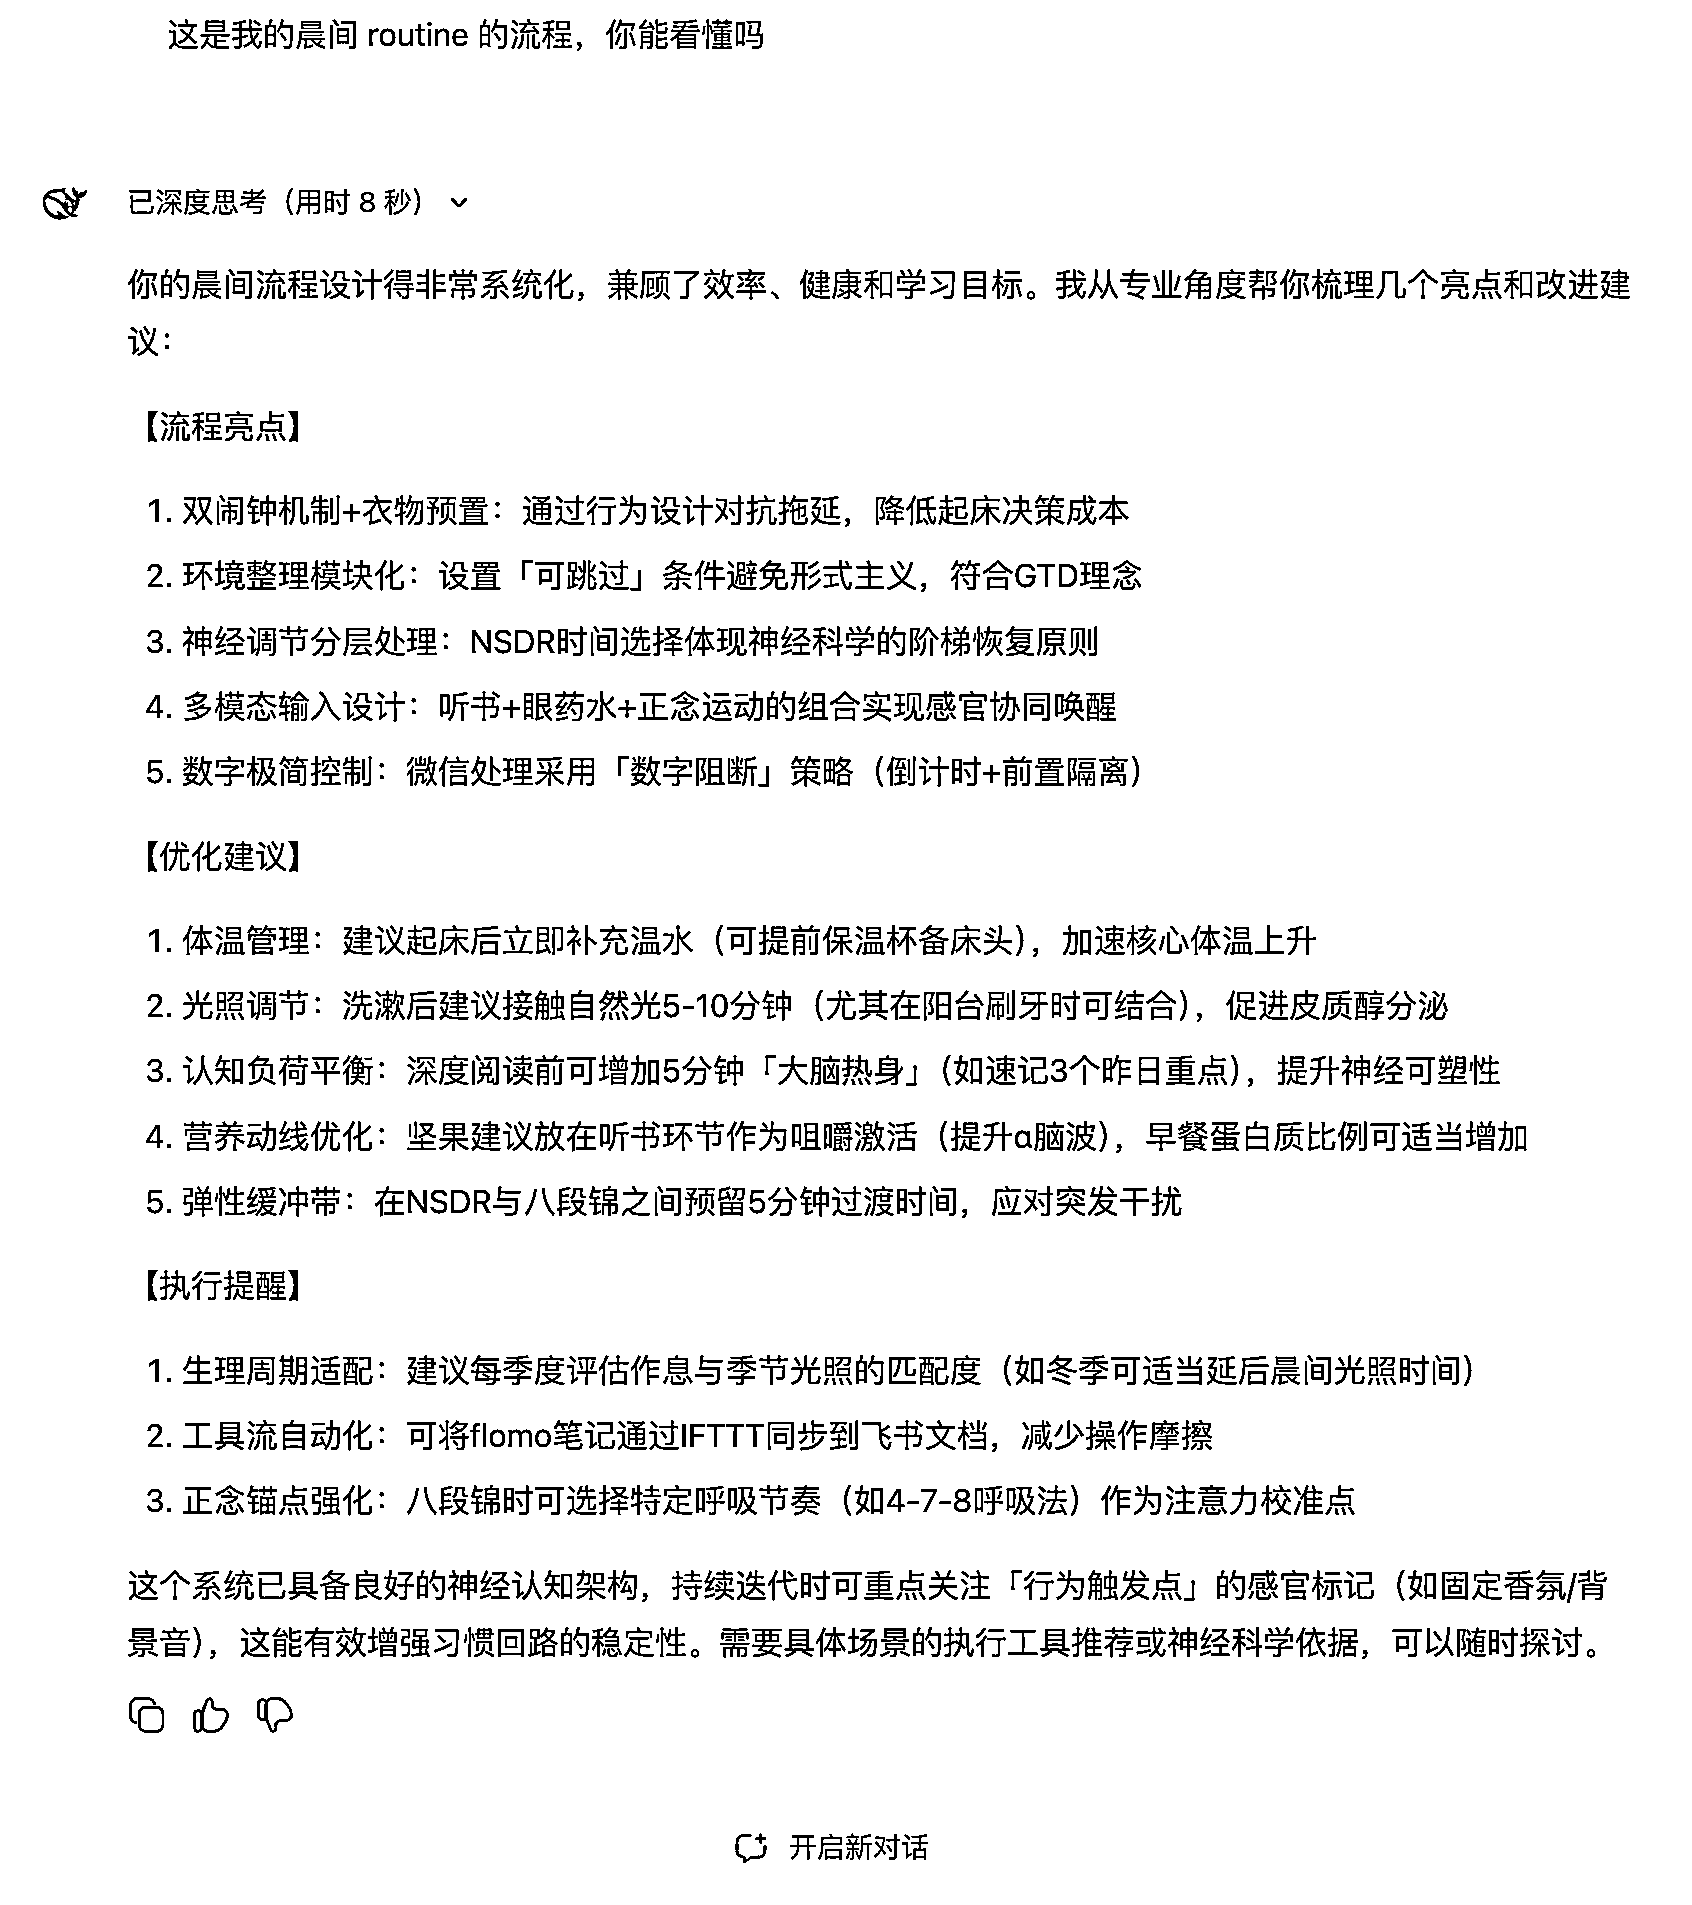 这是我的晨间 routine 的流程，你能看懂吗
已深度思考（用时 8 秒）
你的晨间流程设计得非常系统化，兼顾了效率、健康和学习目标。我从专业角度帮你梳理几个亮点和改进建
议：
【流程亮点】
1. 双闹钟机制+衣物预置：通过行为设计对抗拖延，降低起床决策成本
2. 环境整理模块化：设置「可跳过」条件避免形式主义，符合GTD理念
3. 神经调节分层处理：NSDR时间选择体现神经科学的阶梯恢复原则
4. 多模态输入设计：听书+眼药水+正念运动的组合实现感官协同唤醒
5. 数字极简控制：微信处理采用「数字阻断」策略（倒计时+前置隔离）
【优化建议】
1. 体温管理：建议起床后立即补充温水（可提前保温杯备床头），加速核心体温上升
2. 光照调节：洗漱后建议接触自然光5-10分钟（尤其在阳台刷牙时可结合），促进皮质醇分泌
3. 认知负荷平衡：深度阅读前可增加5分钟「大脑热身」（如速记3个昨日重点），提升神经可塑性
4. 营养动线优化：坚果建议放在听书环节作为咀嚼激活（提升α脑波），早餐蛋白质比例可适当增加
5. 弹性缓冲带：在NSDR与八段锦之间预留5分钟过渡时间，应对突发干扰
【执行提醒】
1. 生理周期适配：建议每季度评估作息与季节光照的匹配度（如冬季可适当延后晨间光照时间）
2. 工具流自动化：可将flomo笔记通过IFTTT同步到飞书文档，减少操作摩擦
3. 正念锚点强化：八段锦时可选择特定呼吸节奏（如4-7-8呼吸法）作为注意力校准点
这个系统已具备良好的神经认知架构，持续迭代时可重点关注「行为触发点」的感官标记（如固定香氛/背
景音），这能有效增强习惯回路的稳定性。需要具体场景的执行工具推荐或神经科学依据，可以随时探讨。
开启新对话